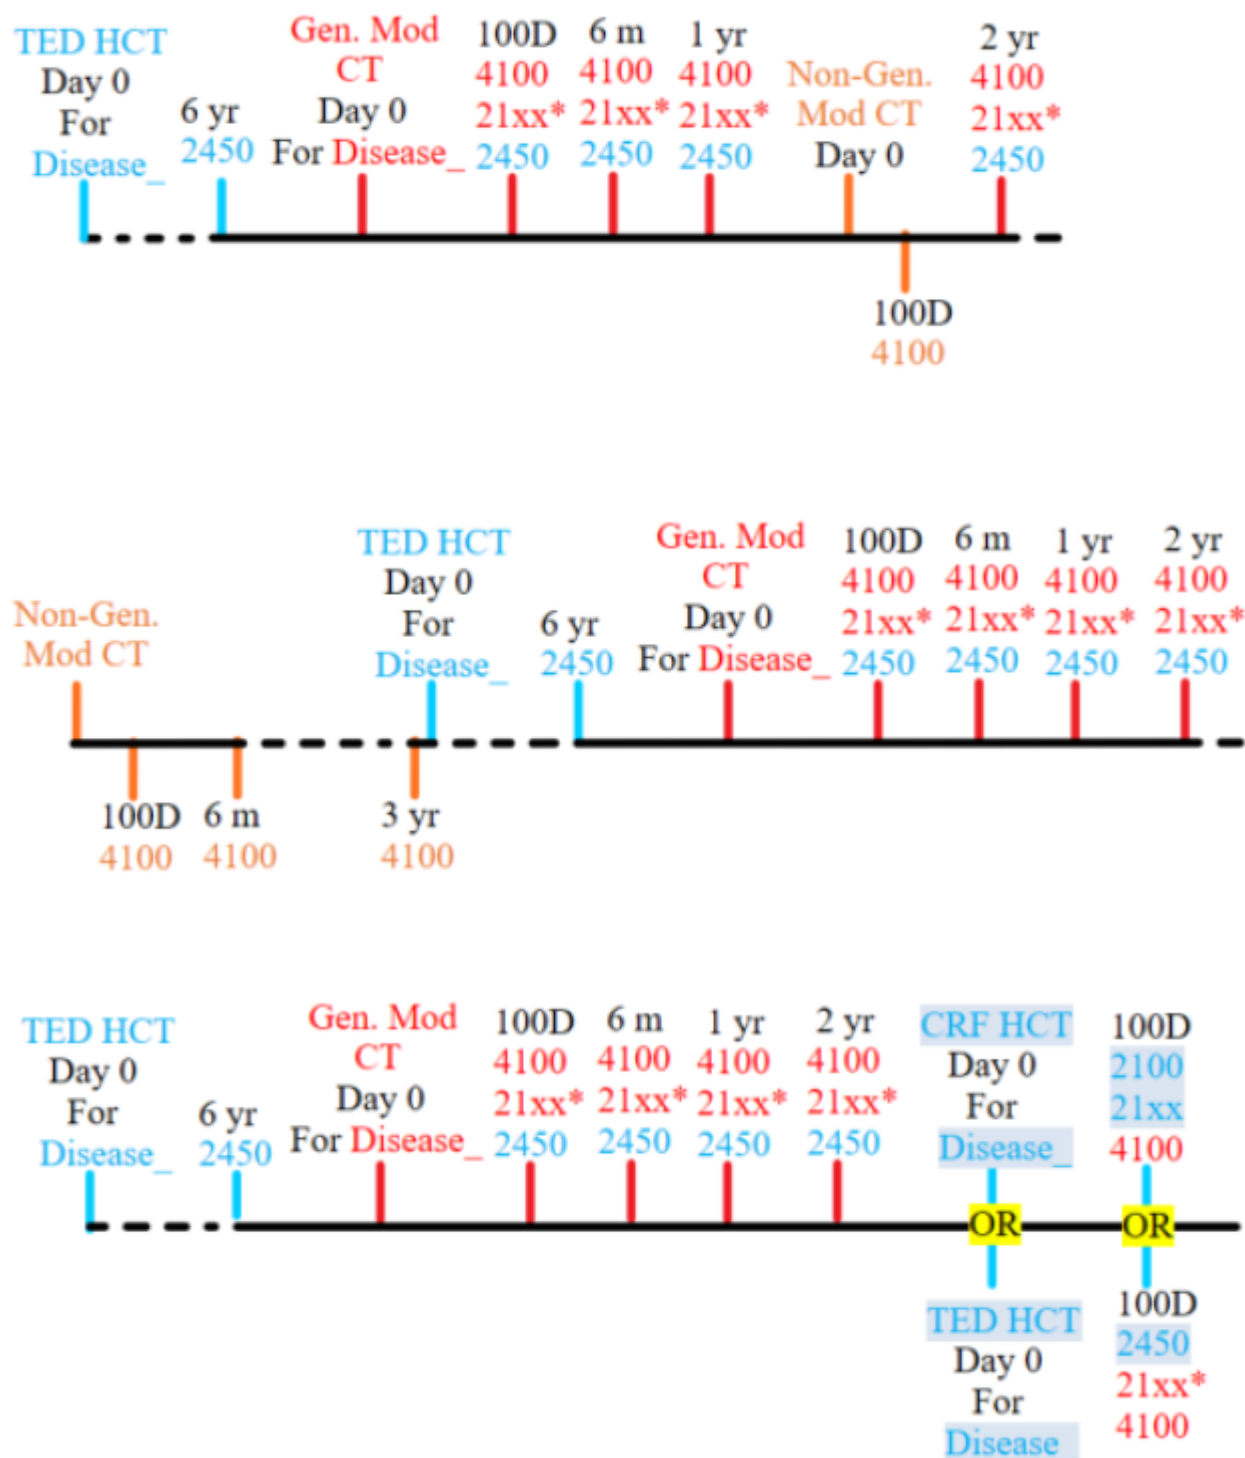 TED HCT
Day 0
For
Disease_
6 yr
2450
Gen. Mod
CT
Day 0
For Disease_
100D
4100
21xx*
2450
6 m
4100
21xx*
2450
1 yr
4100
21xx*
2450
Non-Gen.
Mod CT
Day 0
2 yr
4100
21xx*
2450
100D
4100
Non-Gen.
Mod CT
100D
4100
6 m
4100
3 yr
4100
TED HCT
Day 0
For
Disease_
6 yr
2450
Gen. Mod
CT
Day 0
For Disease_
100D
4100
21xx*
2450
6 m
4100
21xx*
2450
1 yr
4100
21xx*
2450
2 yr
4100
21xx*
2450
TED HCT
Day 0
For
Disease_
6 yr
2450
Gen. Mod
CT
Day 0
For Disease_
100D
4100
21xx*
2450
6 m
4100
21xx*
2450
1 yr
4100
21xx*
2450
2 yr
4100
21xx*
2450
CRF HCT
Day 0
For
Disease_
OR
TED HCT
Day 0
For
Disease_
100D
2100
21xx
4100
OR
100D
2450
21xx*
4100